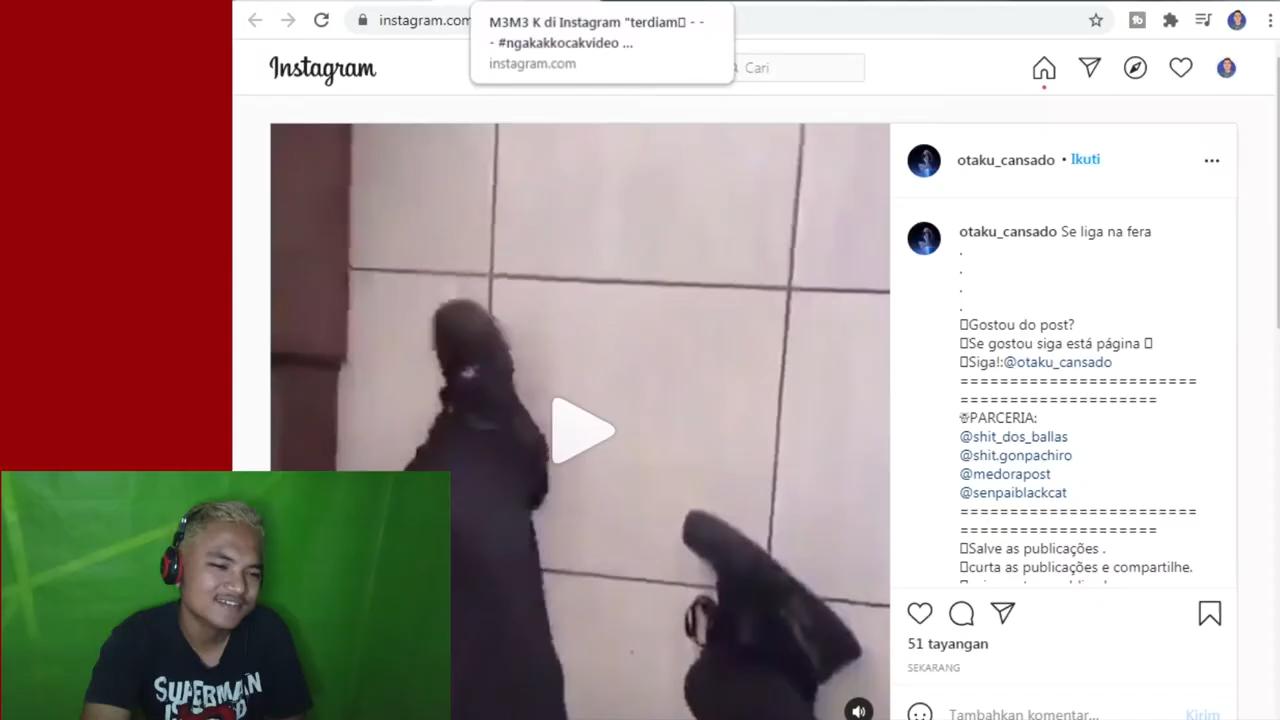 instagram.com
M3M3 K di Instagram "terdiam▯ - -
- #ngakakkocakvideo ...
instagram.com
Instagram
Cari
otaku_cansado • Ikuti
otaku_cansado Se liga na fera
.
.
.
.
▯Gostou do post?
▯Se gostou siga está página ▯
▯Siga!:@otaku_cansado
========================
====================
PARCERIA:
@shit_dos_ballas
@shit.gonpachiro
@medorapost
@senpaiblackcat
========================
====================
▯Salve as publicações .
▯curta as publicações e compartilhe.
51 tayangan
SEKARANG
Tambahkan komentar...
Kirim
SUPERMAN